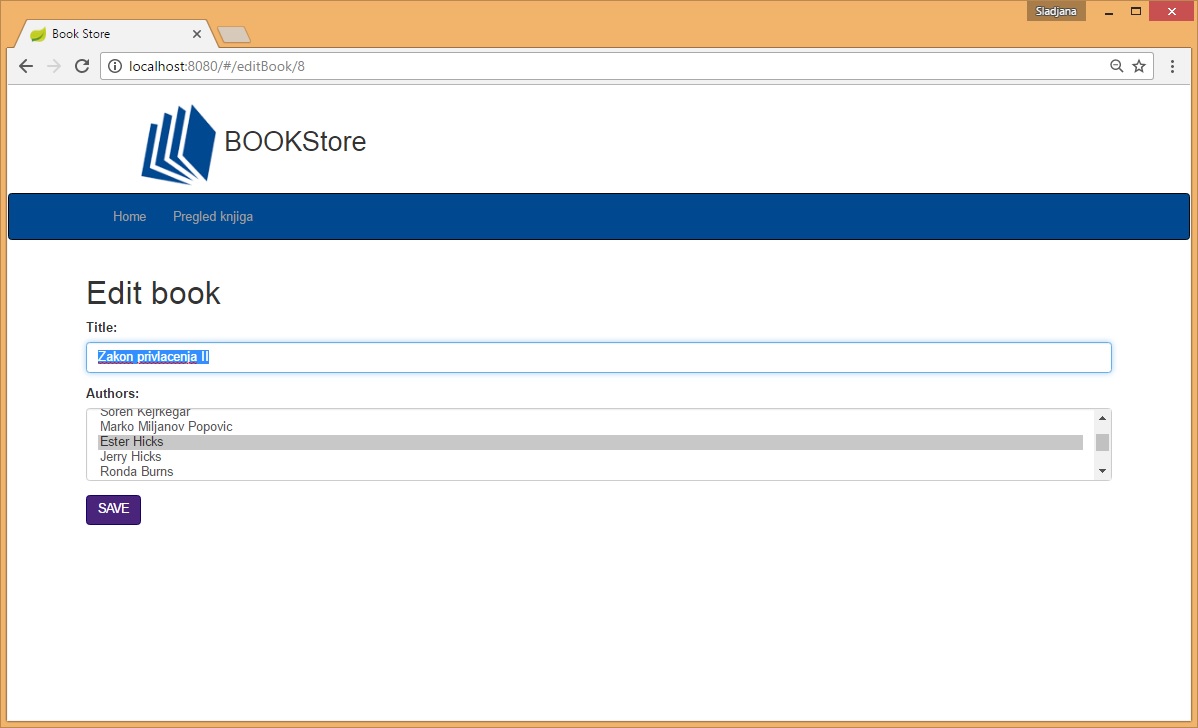 Sladjana
Book Store
localhost:8080/#/editBook/8
BOOKStore
Home Pregled knjiga
Edit book
Title:
Zakon privlacenja II
Authors:
Soren Kejrkegar
Marko Miljanov Popovic
Ester Hicks
Jerry Hicks
Ronda Burns
SAVE